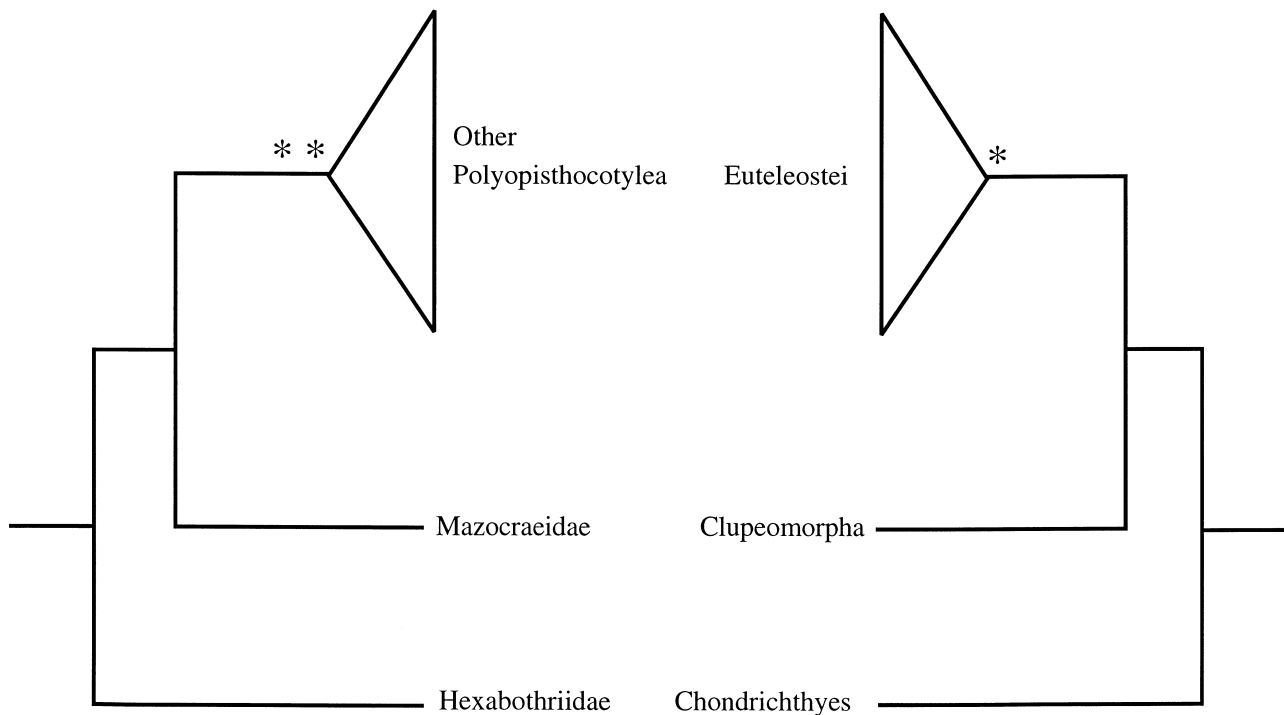 * *
*
Other
Polyopisthocotylea
Euteleostei
Mazocraeidae
Clupeomorpha
Hexabothriidae
Chondrichthyes